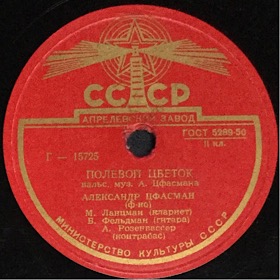 СССР
АПРЕЛЕВСКИЙ ЗАВОД
ГОСТ 5289-50
II кл.
Г — 15725
ПОЛЕВОЙ ЦВЕТОК
вальс, муз. А. Цфасмана
АЛЕКСАНДР ЦФАСМАН
(ф-но)
М. Ланцман (кларнет)
Б. Фельдман (гитара)
А. Розенвассер
(контрабас)
МИНИСТЕРСТВО КУЛЬТУРЫ СССР